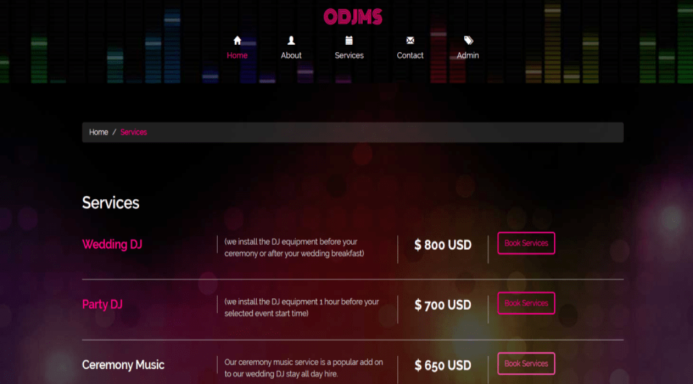 ODJMS
Home
About
Services
Contact
Admin
Home / Services
Services
Wedding DJ
(we install the DJ equipment before your
ceremony or after your wedding breakfast)
$ 800 USD
Book Services
Party DJ
(we install the DJ equipment 1 hour before your
selected event start time)
$ 700 USD
Book Services
Ceremony Music
Our ceremony music service is a popular add on
to our wedding DJ stay all day hire.
$ 650 USD
Book Services